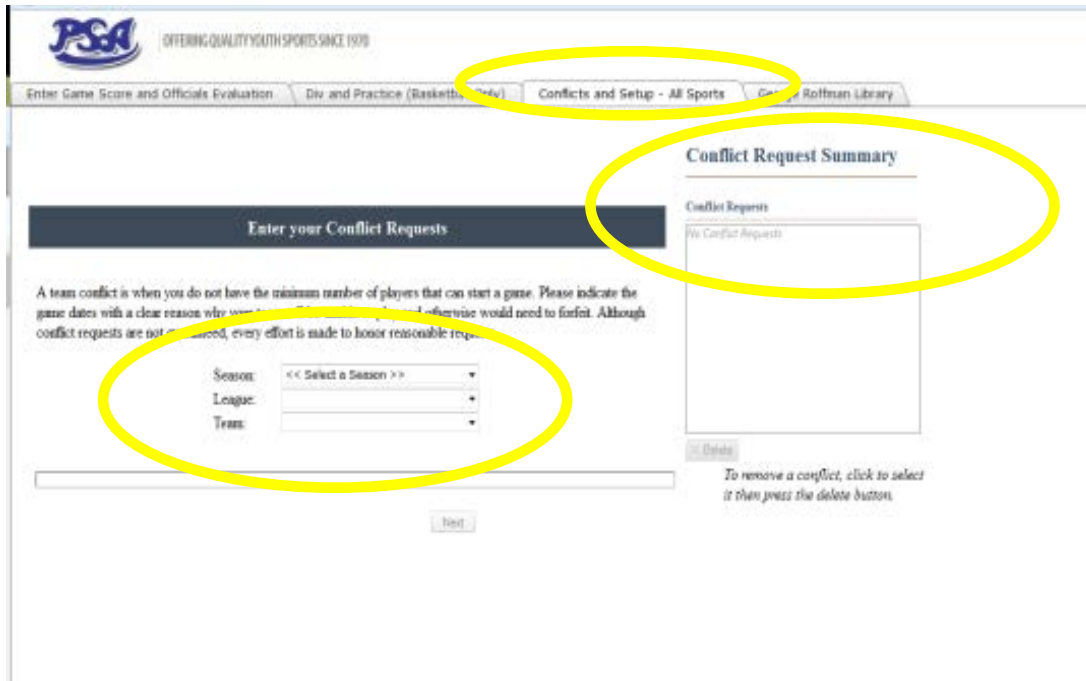 PSA
OFFERING QUALITY YOUTH SPORTS SINCE 1970
Enter Game Score and Officials Evaluation
Div and Practice (Basketball Only)
Conflicts and Setup - All Sports
George Roffman Library
Conflict Request Summary
Conflict Requests
No Conflict Requests
Enter your Conflict Requests
A team conflict is when you do not have the minimum number of players that can start a game. Please indicate the
game dates with a clear reason why your and otherwise would need to forfeit. Although
conflict requests are not guaranteed, every effort is made to honor reasonable
Season: << Select a Season >>
League:
Team:
Delete
To remove a conflict, click to select
it then press the delete button.
Next